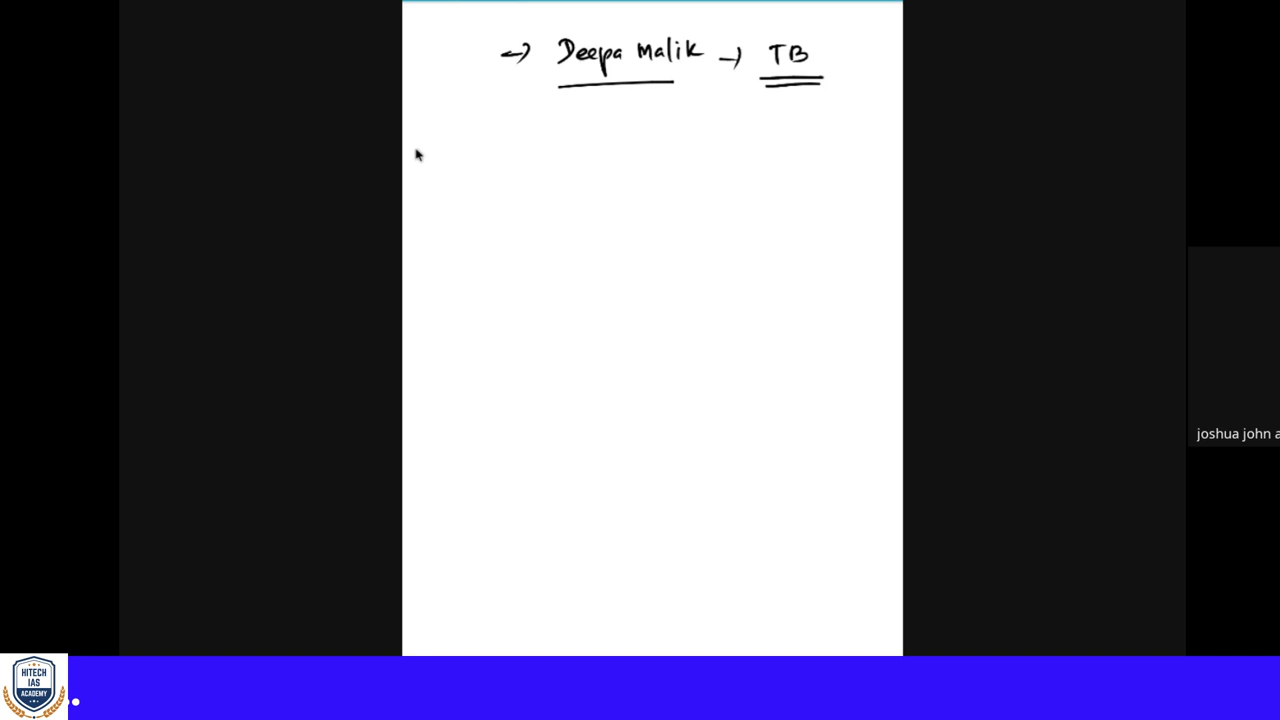 → Deepa Malik → TB
joshua john a
HITECH
IAS
ACADEMY